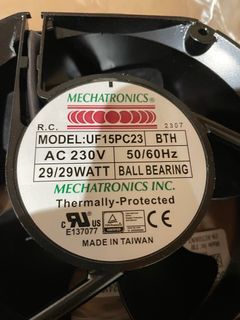 MECHATRONICS®
R.C. 2307
MODEL:UF15PC23 BTH
AC 230V 50/60Hz
29/29WATT BALL BEARING
MECHATRONICS INC.
Thermally-Protected
E137077
MADE IN TAIWAN